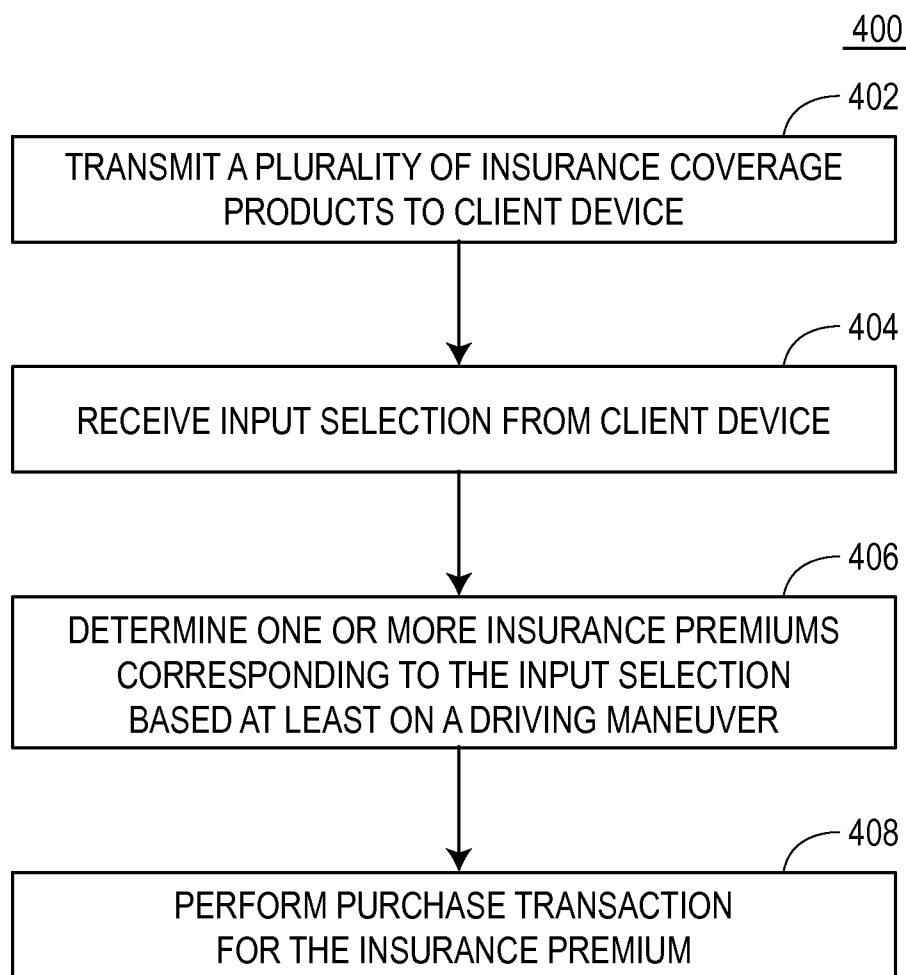 400
402
TRANSMIT A PLURALITY OF INSURANCE COVERAGE
PRODUCTS TO CLIENT DEVICE
404
RECEIVE INPUT SELECTION FROM CLIENT DEVICE
406
DETERMINE ONE OR MORE INSURANCE PREMIUMS
CORRESPONDING TO THE INPUT SELECTION
BASED AT LEAST ON A DRIVING MANEUVER
408
PERFORM PURCHASE TRANSACTION
FOR THE INSURANCE PREMIUM